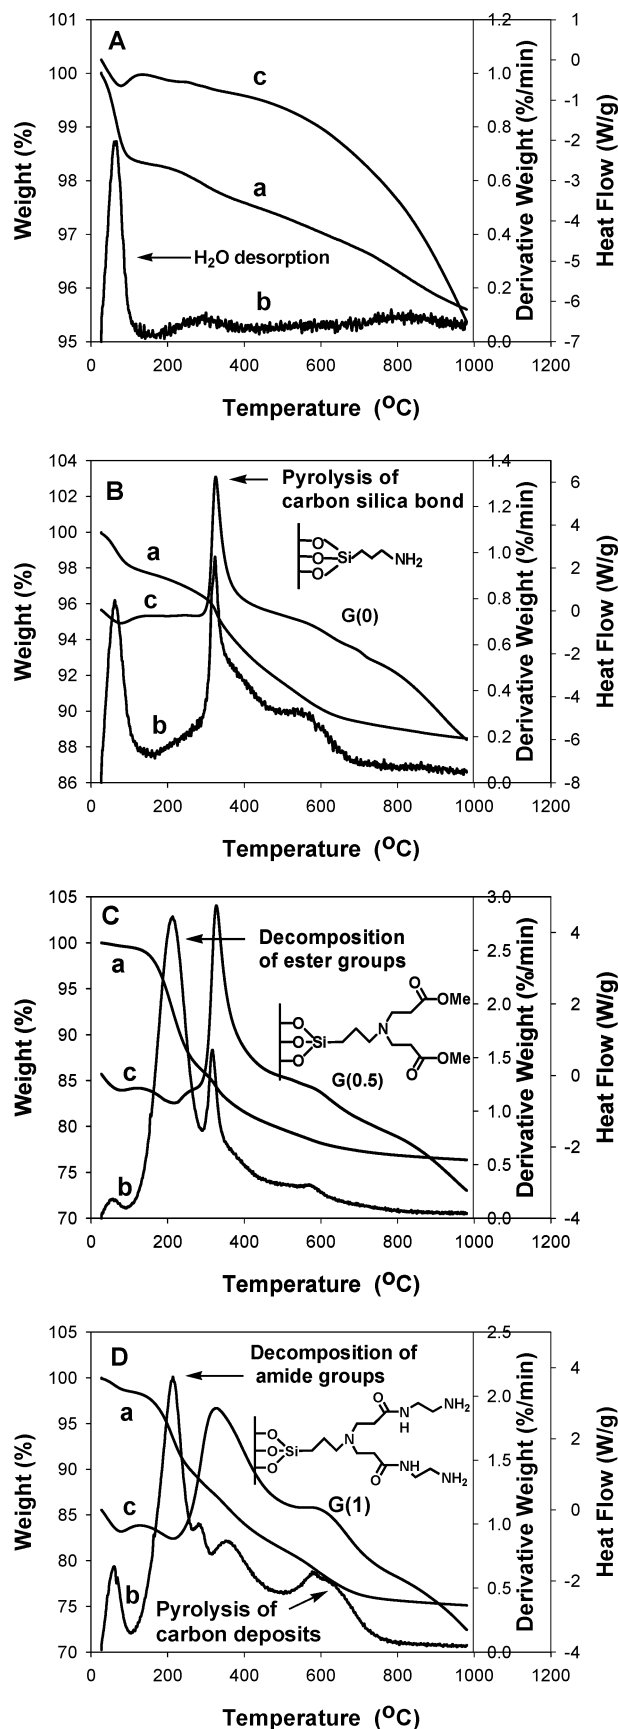 A
101
100
99
98
97
96
95
Weight (%)
c
a
b
H2O desorption
0
200
400
600
800
1000
1200
Temperature (oC)
1.2
1.0
0.8
0.6
0.4
0.2
0.0
Derivative Weight (%/min)
1
0
-1
-2
-3
-4
-5
-6
-7
Heat Flow (W/g)
B
104
102
100
98
96
94
92
90
88
86
Weight (%)
a
c
b
Pyrolysis of
carbon silica bond
O
O
O
Si
NH2
G(0)
0
200
400
600
800
1000
1200
Temperature (oC)
1.4
1.2
1.0
0.8
0.6
0.4
0.2
0.0
Derivative Weight (%/min)
6
4
2
0
-2
-4
-6
-8
Heat Flow (W/g)
C
105
100
95
90
85
80
75
70
Weight (%)
a
c
b
Decomposition
of ester groups
O
O
O
Si
N
O
OMe
O
OMe
G(0.5)
0
200
400
600
800
1000
1200
Temperature (oC)
3.0
2.5
2.0
1.5
1.0
0.5
0.0
Derivative Weight (%/min)
4
2
0
-2
-4
Heat Flow (W/g)
D
105
100
95
90
85
80
75
70
Weight (%)
a
c
b
Decomposition of
amide groups
O
O
O
Si
N
O
N
H
NH2
O
NH
NH2
G(1)
Pyrolysis of
carbon deposits
0
200
400
600
800
1000
1200
Temperature (oC)
2.5
2.0
1.5
1.0
0.5
0.0
Derivative Weight (%/min)
4
2
0
-2
-4
Heat Flow (W/g)